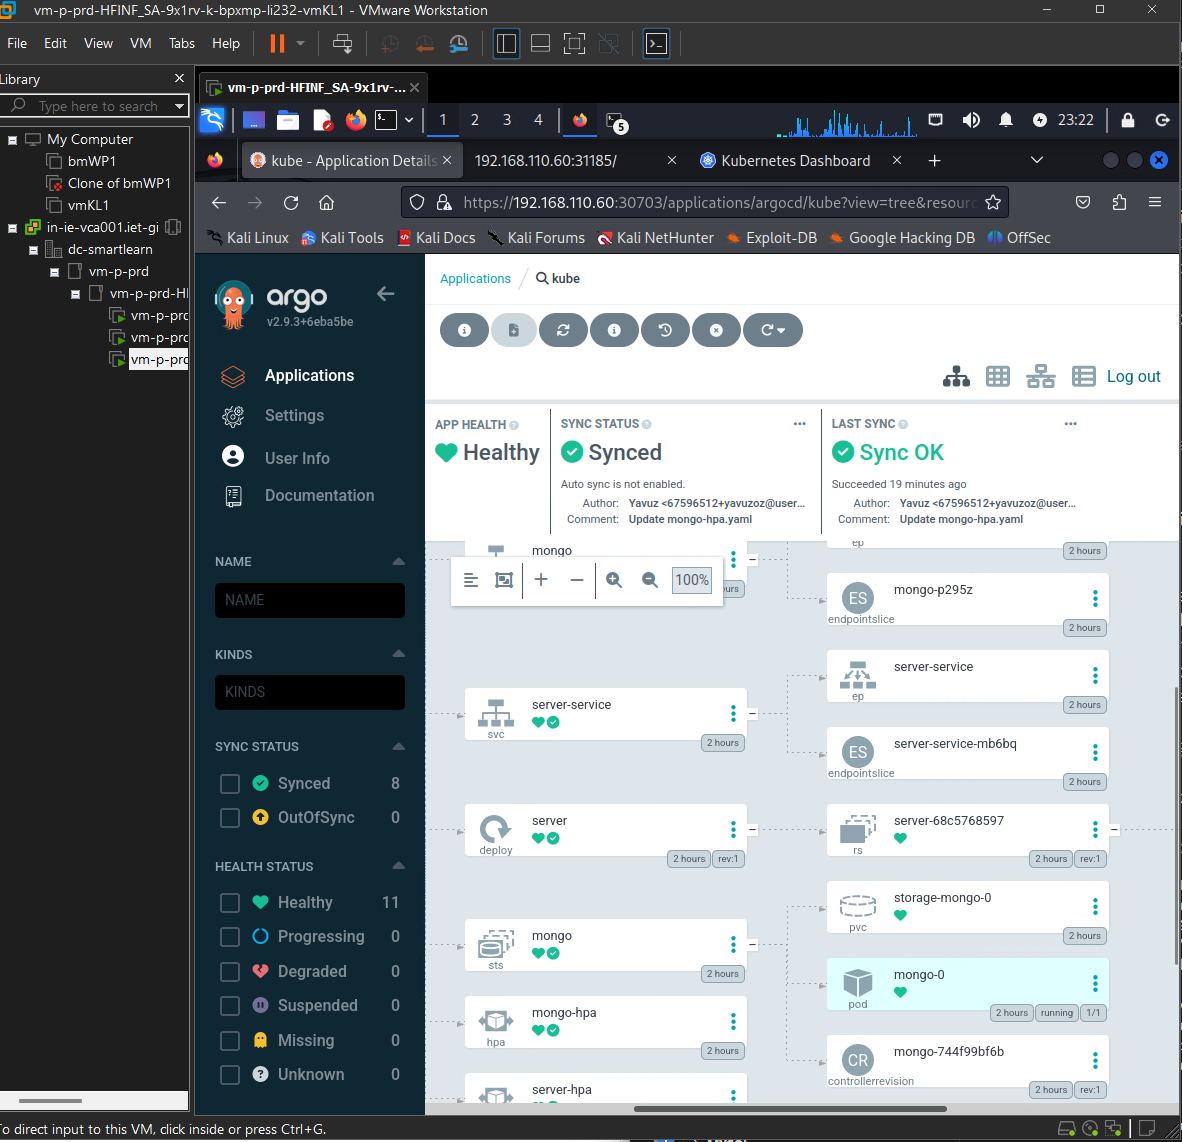 vm-p-prd-HFINF_SA-9x1rv-k-bpxmp-li232-vmKL1 - VMware Workstation
File Edit View VM Tabs Help
Library
Type here to search
My Computer
bmWP1
Clone of bmWP1
vmKL1
in-ie-vca001.iet-gi
dc-smartlearn
vm-p-prd
vm-p-prd-HI
vm-p-prd
vm-p-prd
vm-p-prd
vm-p-prd-HFINF_SA-9x1rv-...
1 2 3 4
5
23:22
kube - Application Details
192.168.110.60:31185/
Kubernetes Dashboard
https://192.168.110.60:30703/applications/argocd/kube?view=tree&resourc
Kali Linux Kali Tools Kali Docs Kali Forums Kali NetHunter Exploit-DB Google Hacking DB OffSec
argo
v2.9.3+6eba5be
Applications
Settings
User Info
Documentation
NAME
NAME
KINDS
KINDS
SYNC STATUS
Synced 8
OutOfSync 0
HEALTH STATUS
Healthy 11
Progressing 0
Degraded 0
Suspended 0
Missing 0
Unknown 0
Applications / kube
Log out
APP HEALTH
Healthy
SYNC STATUS
Synced
Auto sync is not enabled.
Author: Yavuz <67596512+yavuzoz@user...
Comment: Update mongo-hpa.yaml
LAST SYNC
Sync OK
Succeeded 19 minutes ago
Author: Yavuz <67596512+yavuzoz@user...
Comment: Update mongo-hpa.yaml
100%
mongo
ours
ep
2 hours
mongo-p295z
endpointslice
2 hours
server-service
svc
2 hours
server-service
ep
2 hours
server-service-mb6bq
endpointslice
2 hours
server
deploy
2 hours rev:1
server-68c5768597
rs
2 hours rev:1
mongo
sts
2 hours
storage-mongo-0
pvc
2 hours
mongo-0
pod
2 hours running 1/1
mongo-hpa
hpa
2 hours
mongo-744f99bf6b
controllerrevision
2 hours rev:1
server-hpa
To direct input to this VM, click inside or press Ctrl+G.